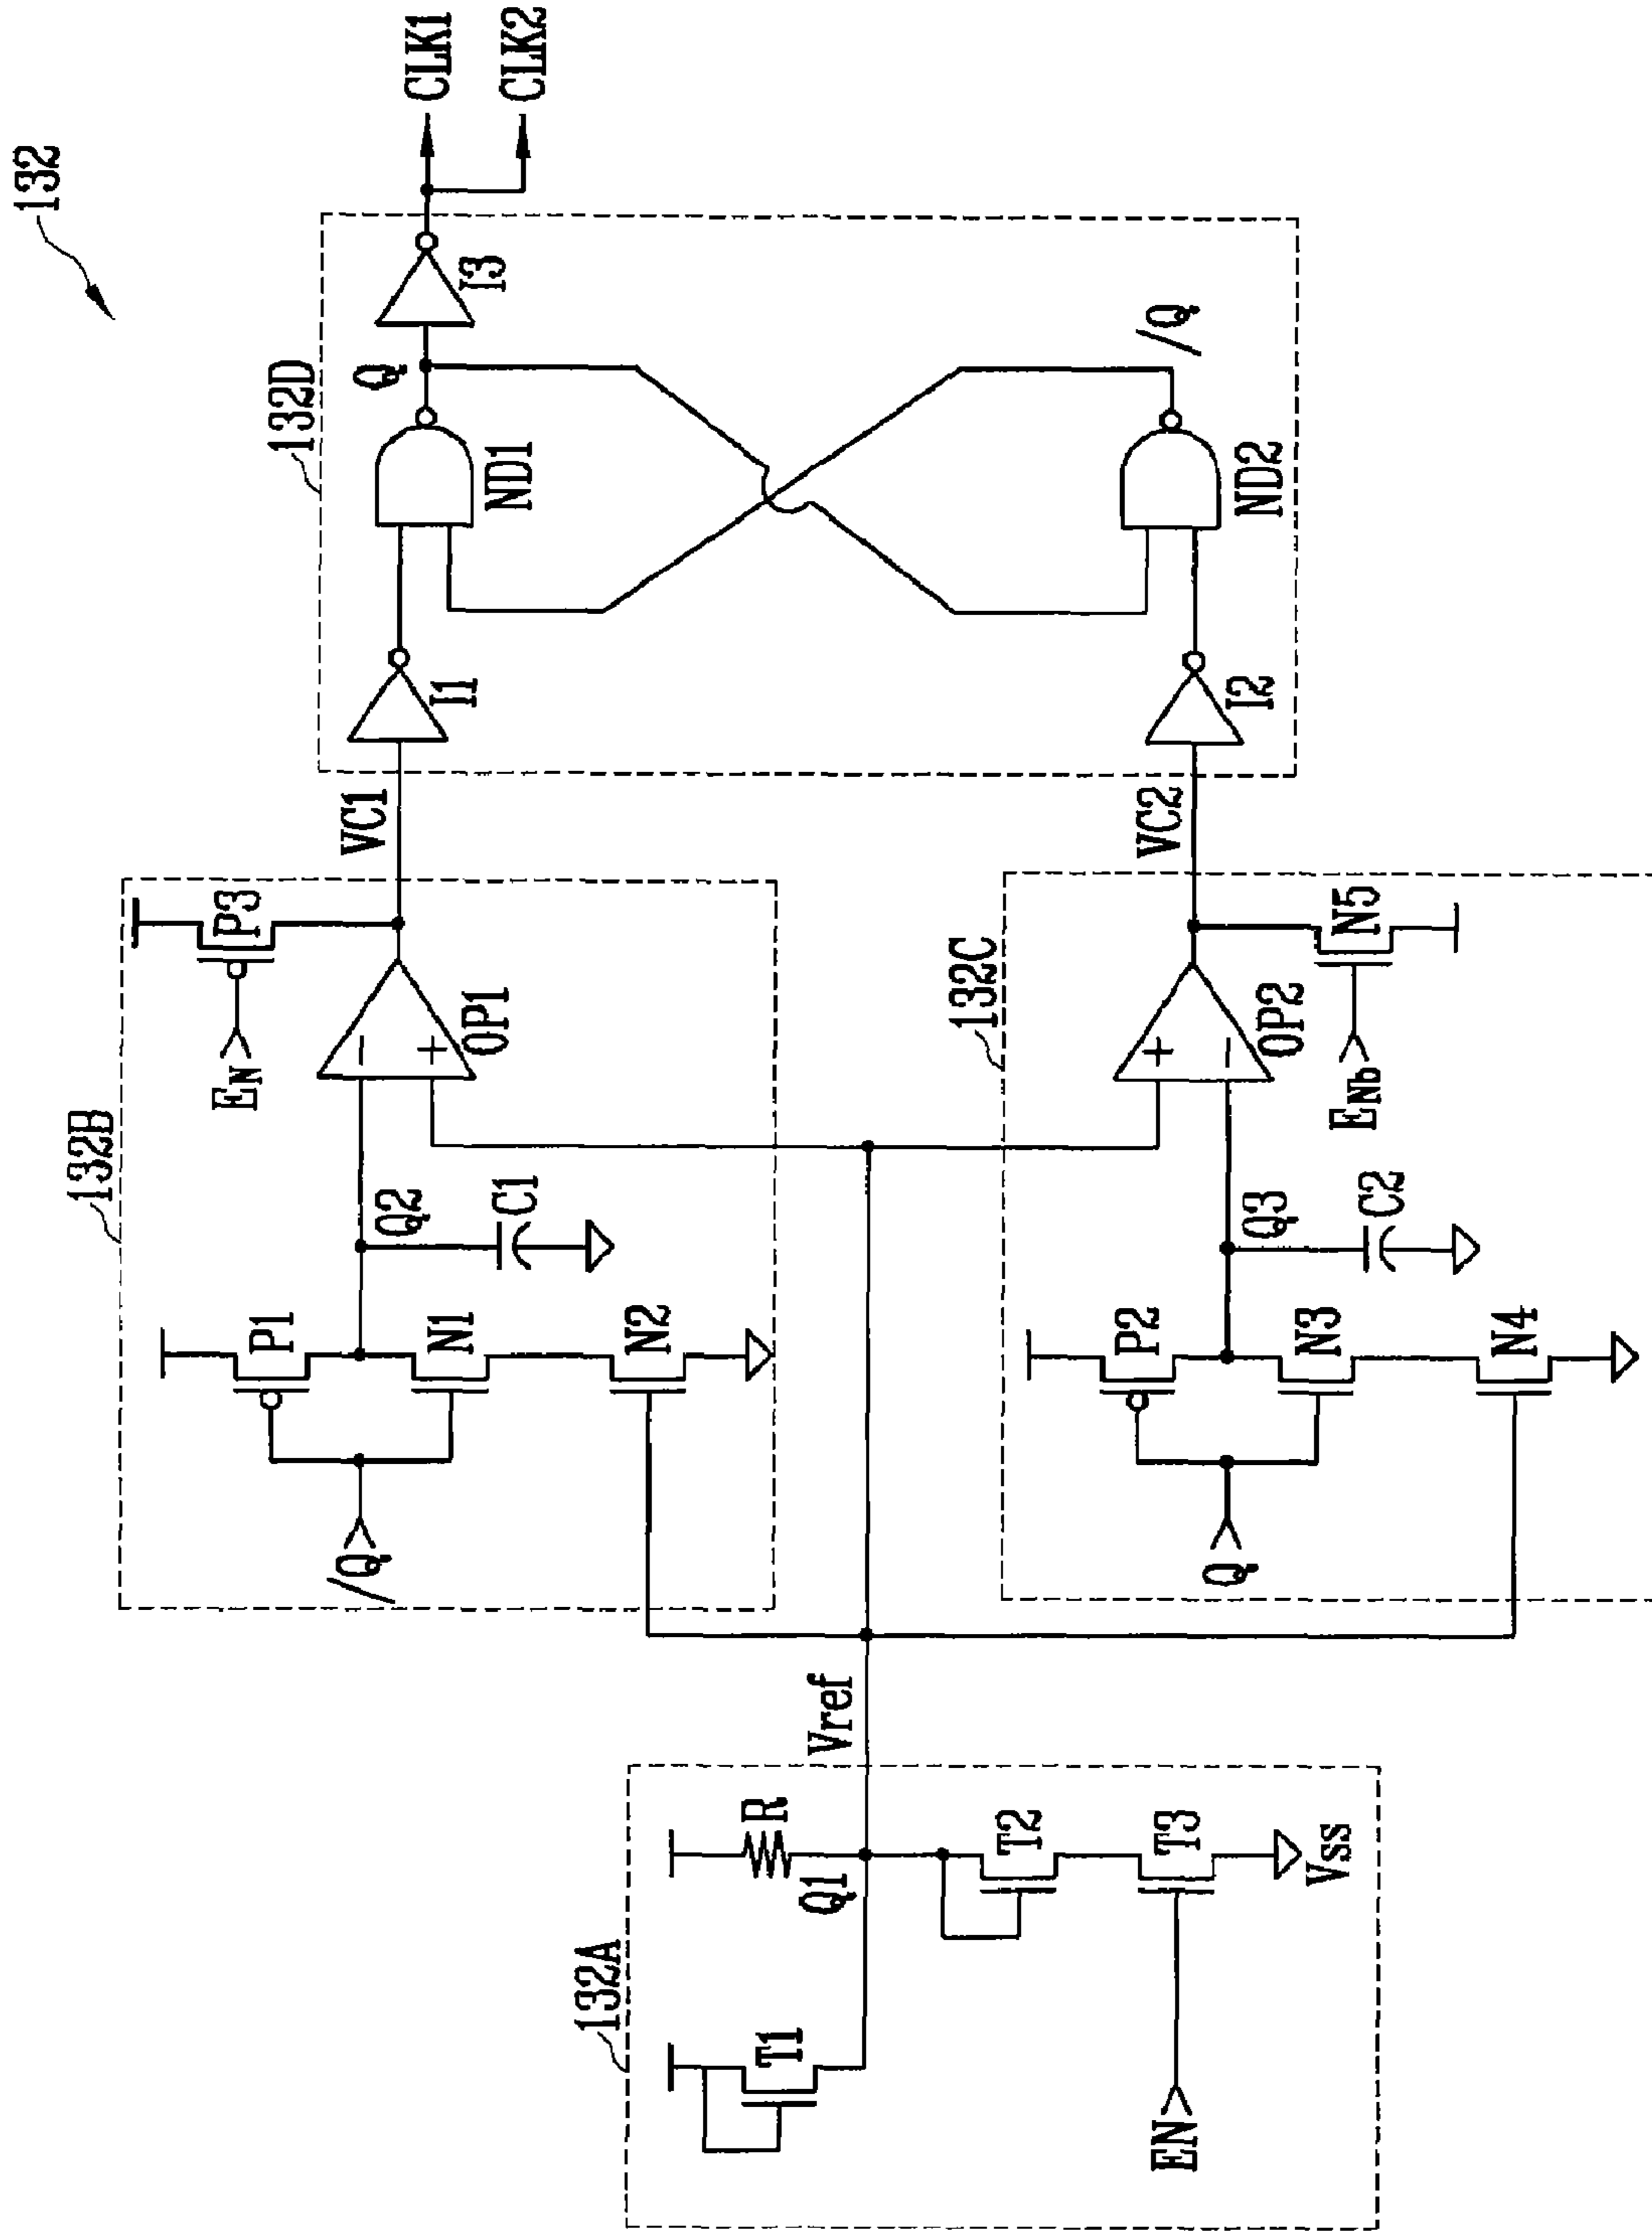 132
132A
T1
EN
R
Q1
T2
T3
Vss
Vref
132B
/Q
P1
N1
N2
Q2
C1
EN
P3
OP1
VC1
132C
Q
P2
N3
N4
Q3
C2
OP2
ENb
N5
VC2
132D
I1
I2
ND1
ND2
Q
/Q
I3
CLK1
CLK2